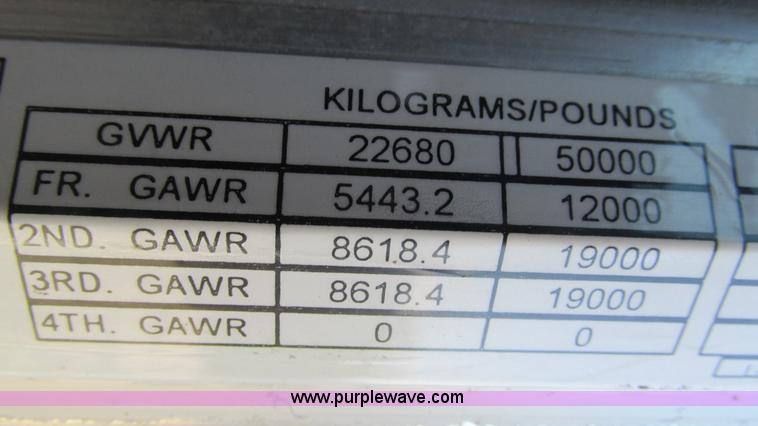 KILOGRAMS/POUNDS
GVWR 22680 50000
FR. GAWR 5443.2 12000
2ND. GAWR 8618.4 19000
3RD. GAWR 8618.4 19000
4TH. GAWR 0 0
www.purplewave.com